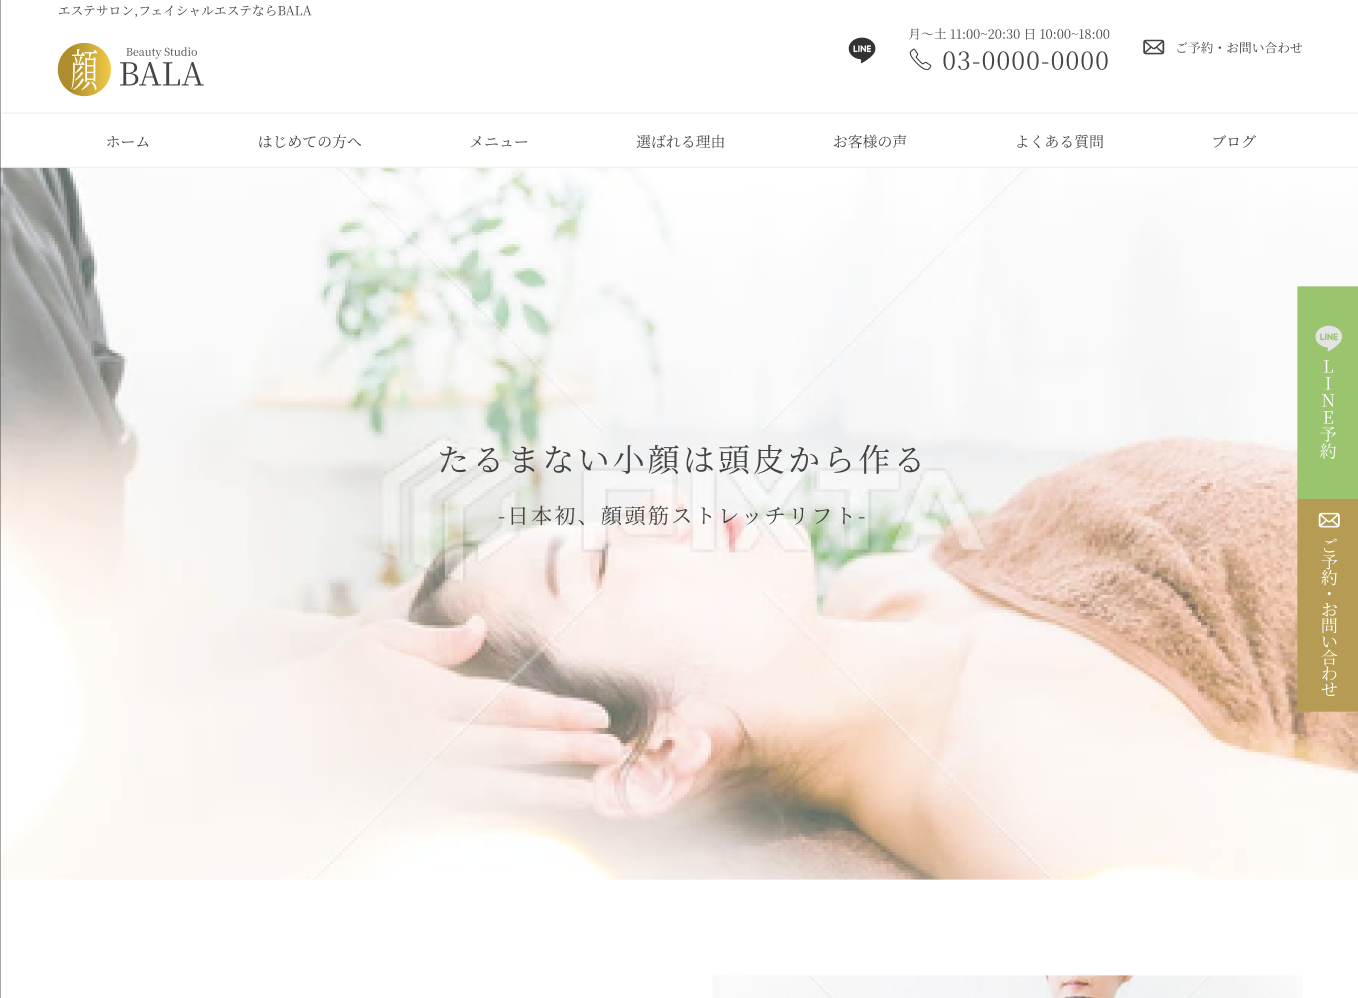 エステサロン,フェイシャルエステならBALA
顔
Beauty Studio
BALA
LINE
月〜土 11:00~20:30 日 10:00~18:00
03-0000-0000
ご予約・お問い合わせ
ホーム
はじめての方へ
メニュー
選ばれる理由
お客様の声
よくある質問
ブログ
たるまない小顔は頭皮から作る
-日本初、顔頭筋ストレッチリフト-
PIXTA
LINE
LINE予約
ご予約・お問い合わせ